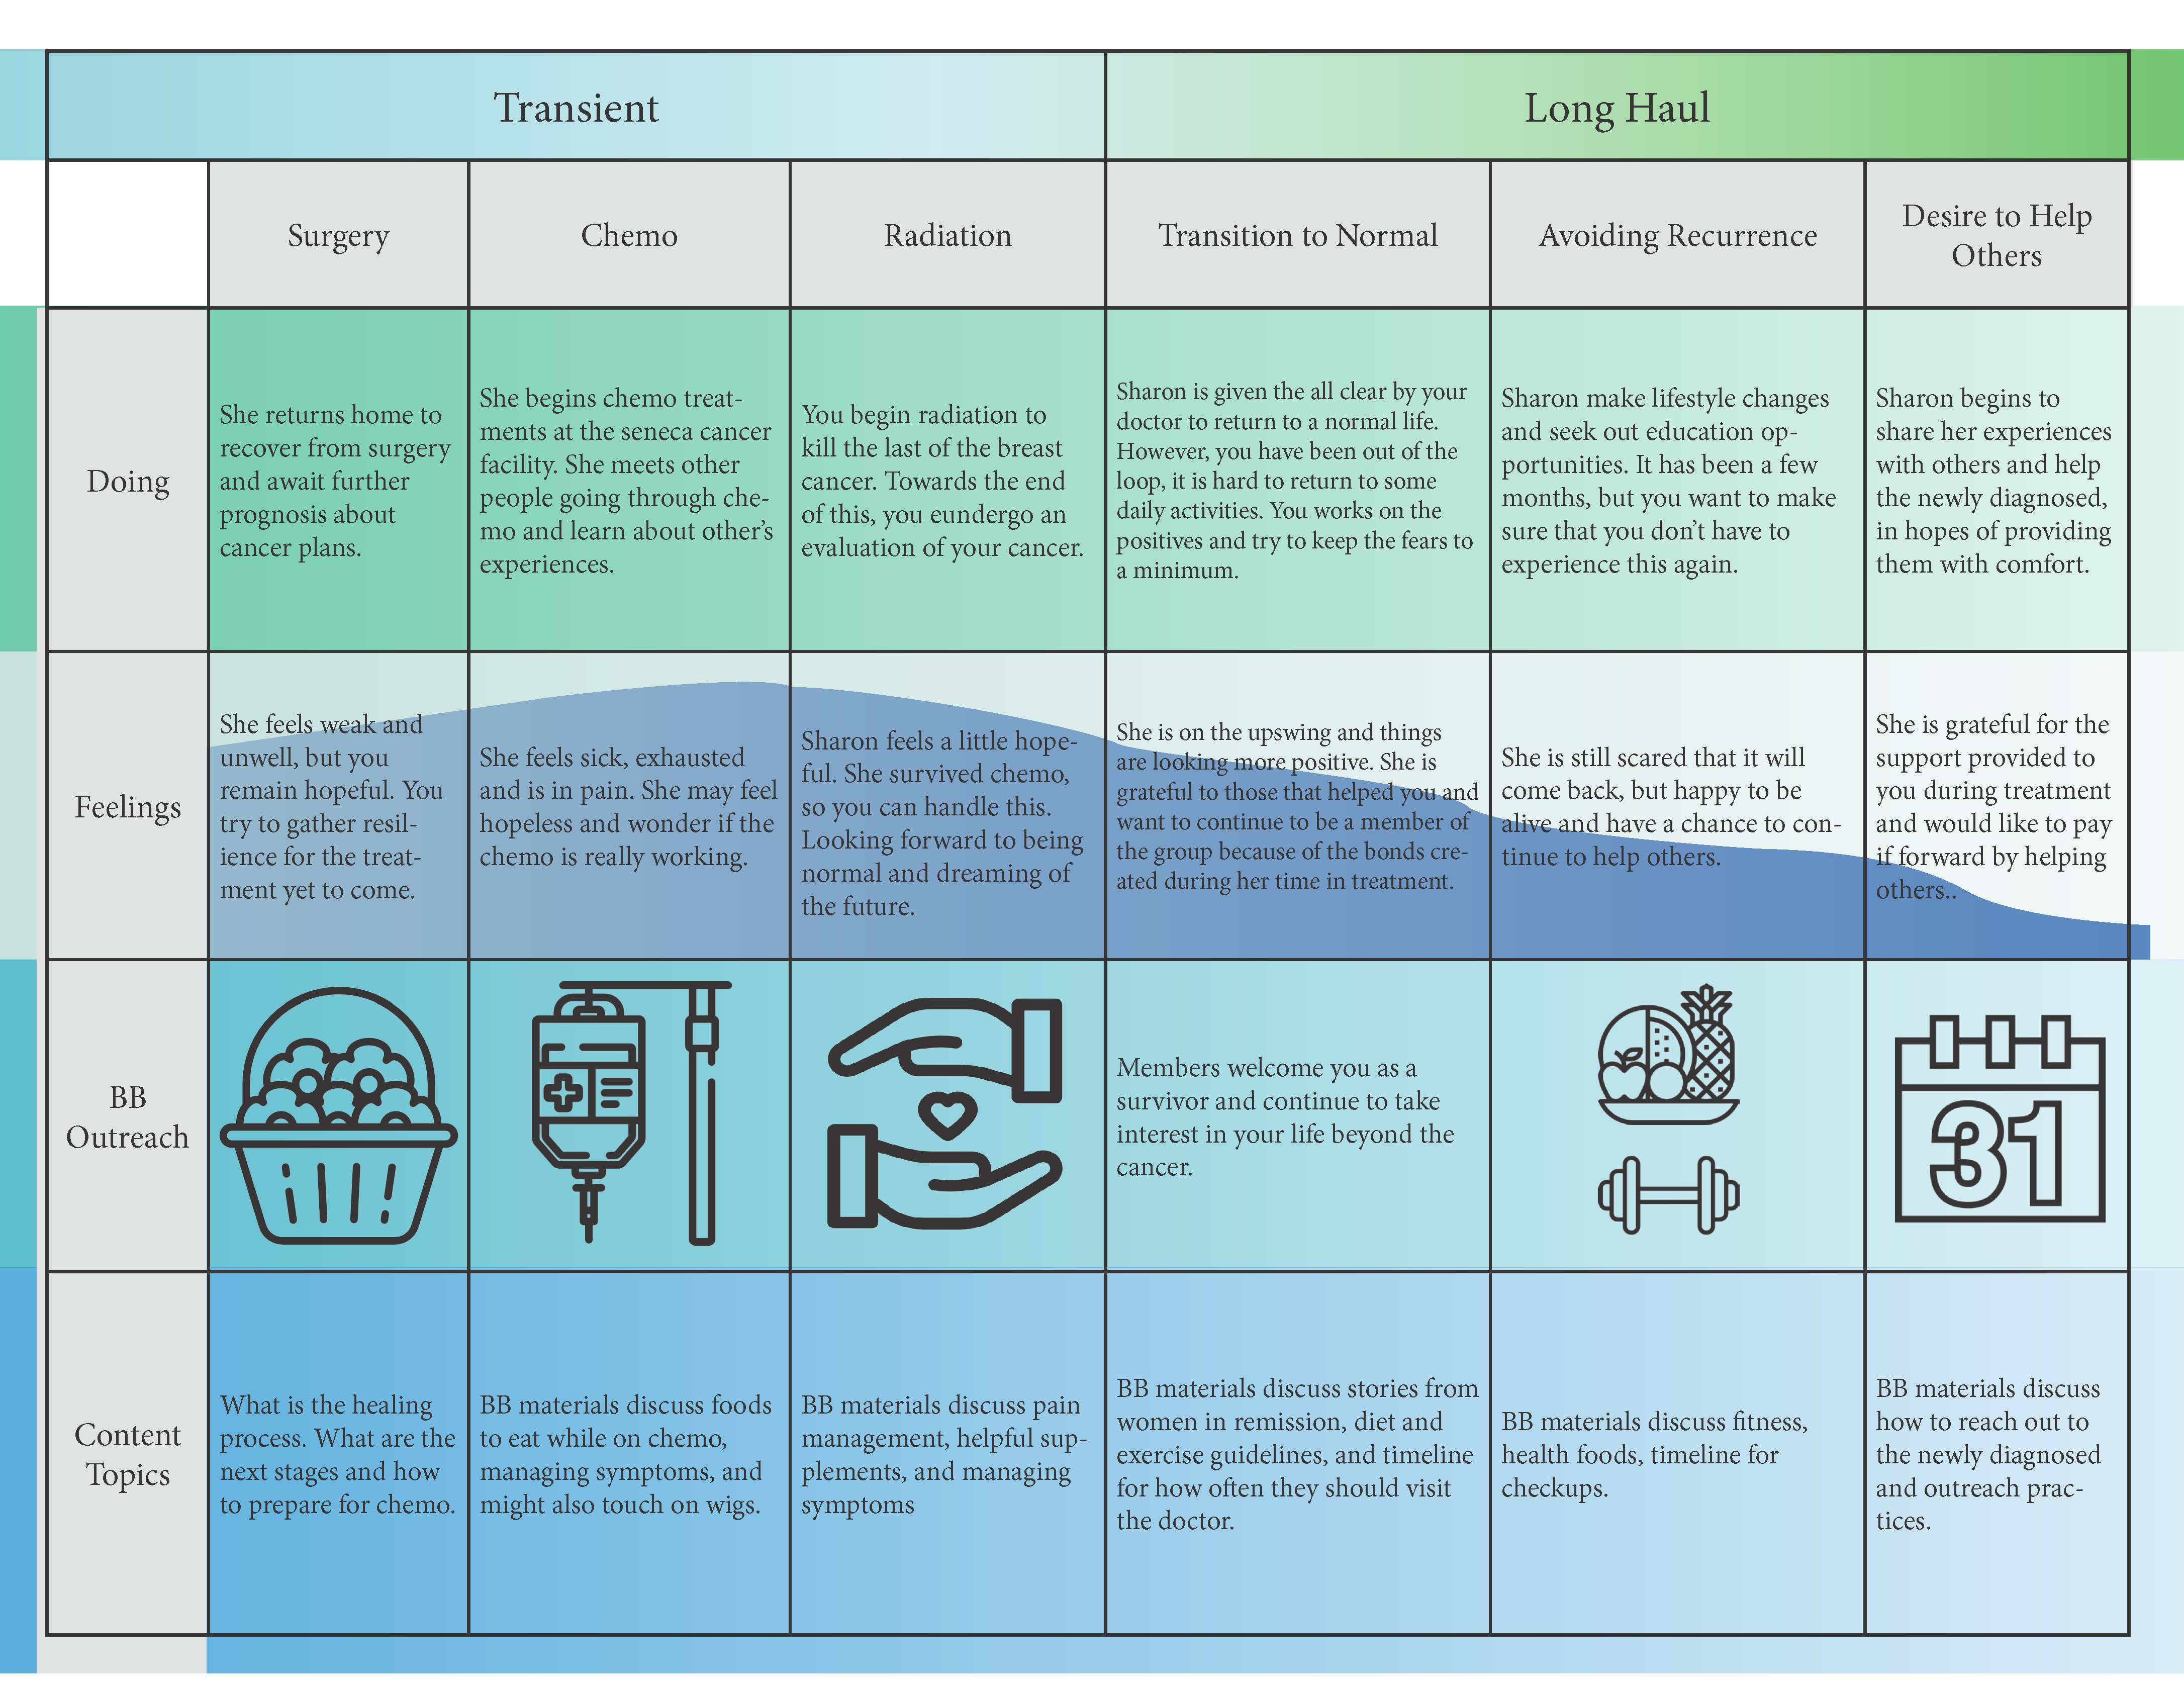 Transient
Long Haul
Surgery
Chemo
Radiation
Transition to Normal
Avoiding Recurrence
Desire to Help
Others
Doing
She returns home to
recover from surgery
and await further
prognosis about
cancer plans.
She begins chemo treat-
ments at the seneca cancer
facility. She meets other
people going through che-
mo and learn about other's
experiences.
You begin radiation to
kill the last of the breast
cancer. Towards the end
of this, you eundergo an
evaluation of your cancer.
Sharon is given the all clear by your
doctor to return to a normal life.
However, you have been out of the
loop, it is hard to return to some
daily activities. You works on the
positives and try to keep the fears to
a minimum.
Sharon make lifestyle changes
and seek out education op-
portunities. It has been a few
months, but you want to make
sure that you don't have to
experience this again.
Sharon begins to
share her experiences
with others and help
the newly diagnosed,
in hopes of providing
them with comfort.
Feelings
She feels weak and
unwell, but you
remain hopeful. You
try to gather resil-
ience for the treat-
ment yet to come.
She feels sick, exhausted
and is in pain. She may feel
hopeless and wonder if the
chemo is really working.
Sharon feels a little hope-
ful. She survived chemo,
so you can handle this.
Looking forward to being
normal and dreaming of
the future.
She is on the upswing and things
are looking more positive. She is
grateful to those that helped you and
want to continue to be a member of
the group because of the bonds cre-
ated during her time in treatment.
She is still scared that it will
come back, but happy to be
alive and have a chance to con-
tinue to help others.
She is grateful for the
support provided to
you during treatment
and would like to pay
if forward by helping
others..
BB
Outreach
Members welcome you as a
survivor and continue to take
interest in your life beyond the
cancer.
31
Content
Topics
What is the healing
process. What are the
next stages and how
to prepare for chemo.
BB materials discuss foods
to eat while on chemo,
managing symptoms, and
might also touch on wigs.
BB materials discuss pain
management, helpful sup-
plements, and managing
symptoms
BB materials discuss stories from
women in remission, diet and
exercise guidelines, and timeline
for how often they should visit
the doctor.
BB materials discuss fitness,
health foods, timeline for
checkups.
BB materials discuss
how to reach out to
the newly diagnosed
and outreach prac-
tices.